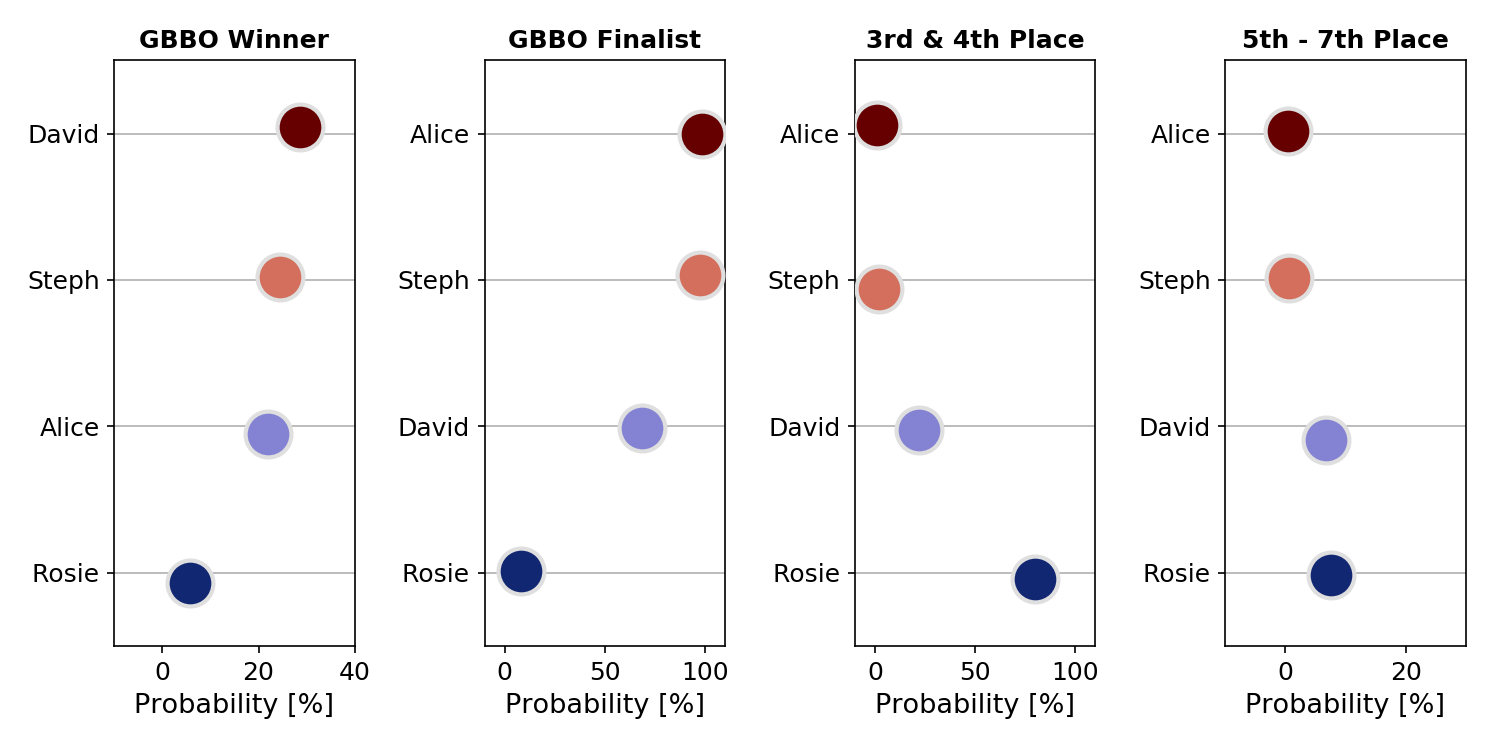 GBBO Winner
David
Steph
Alice
Rosie
0 20 40
Probability [%]
GBBO Finalist
Alice
Steph
David
Rosie
0 50 100
Probability [%]
3rd & 4th Place
Alice
Steph
David
Rosie
0 50 100
Probability [%]
5th - 7th Place
Alice
Steph
David
Rosie
0 20
Probability [%]